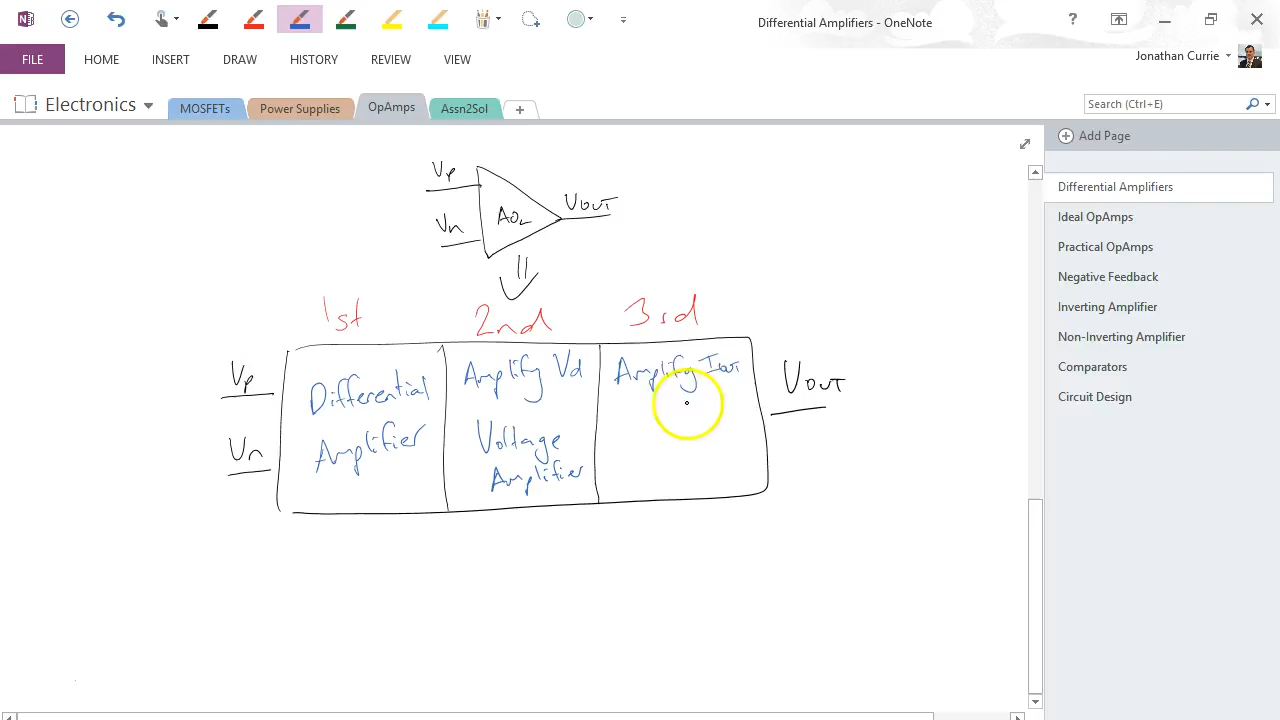 Differential Amplifiers - OneNote
?
FILE
HOME
INSERT
DRAW
HISTORY
REVIEW
VIEW
Jonathan Currie
Electronics
MOSFETs
Power Supplies
OpAmps
Assn2Sol
Search (Ctrl+E)
Add Page
Differential Amplifiers
Ideal OpAmps
Practical OpAmps
Negative Feedback
Inverting Amplifier
Non-Inverting Amplifier
Comparators
Circuit Design
Vp
Vn
AOL
VOUT
1st
2nd
3rd
Vp
Vn
Differential
Amplifier
Amplify Vd
Voltage
Amplifier
Amplify IOUT
VOUT